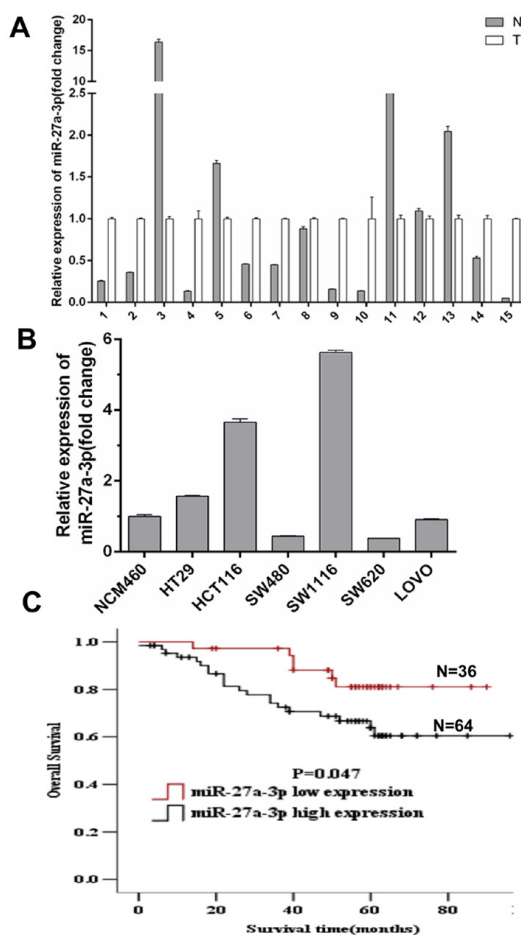 A
N
T
Relative expression of miR-27a-3p(fold change)
20
15
10
5
2.5
2.0
1.5
1.0
0.5
0.0
1 2 3 4 5 6 7 8 9 10 11 12 13 14 15
B
Relative expression of
miR-27a-3p(fold change)
6
4
2
0
NCM460 HT29 HCT116 SW480 SW1116 SW620 LOVO
C
Overall Survival
1.0
0.8
0.6
0.4
0.2
0.0
N=36
N=64
P=0.047
miR-27a-3p low expression
miR-27a-3p high expression
0 20 40 60 80
Survival time(months)